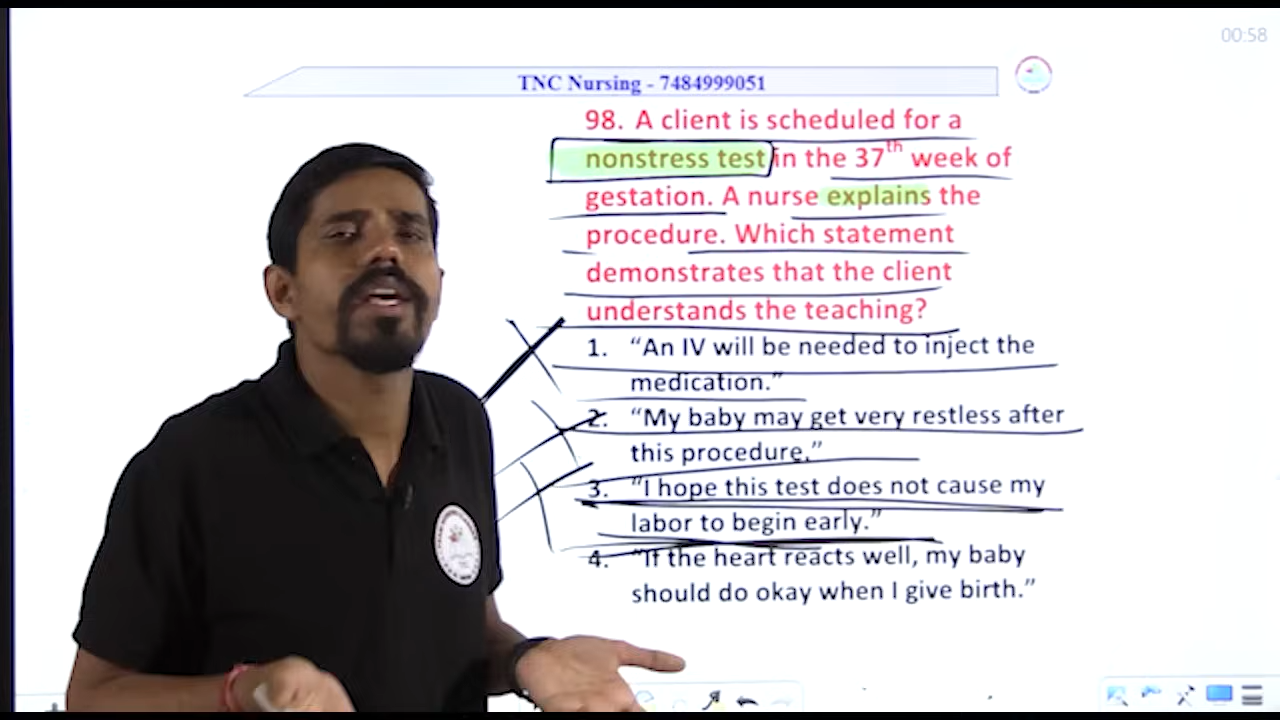 00:58
TNC Nursing - 7484999051
98. A client is scheduled for a
nonstress test in the 37th week of
gestation. A nurse explains the
procedure. Which statement
demonstrates that the client
understands the teaching?
1. “An IV will be needed to inject the
medication.”
2. “My baby may get very restless after
this procedure.”
3. “I hope this test does not cause my
labor to begin early.”
4. “If the heart reacts well, my baby
should do okay when I give birth.”